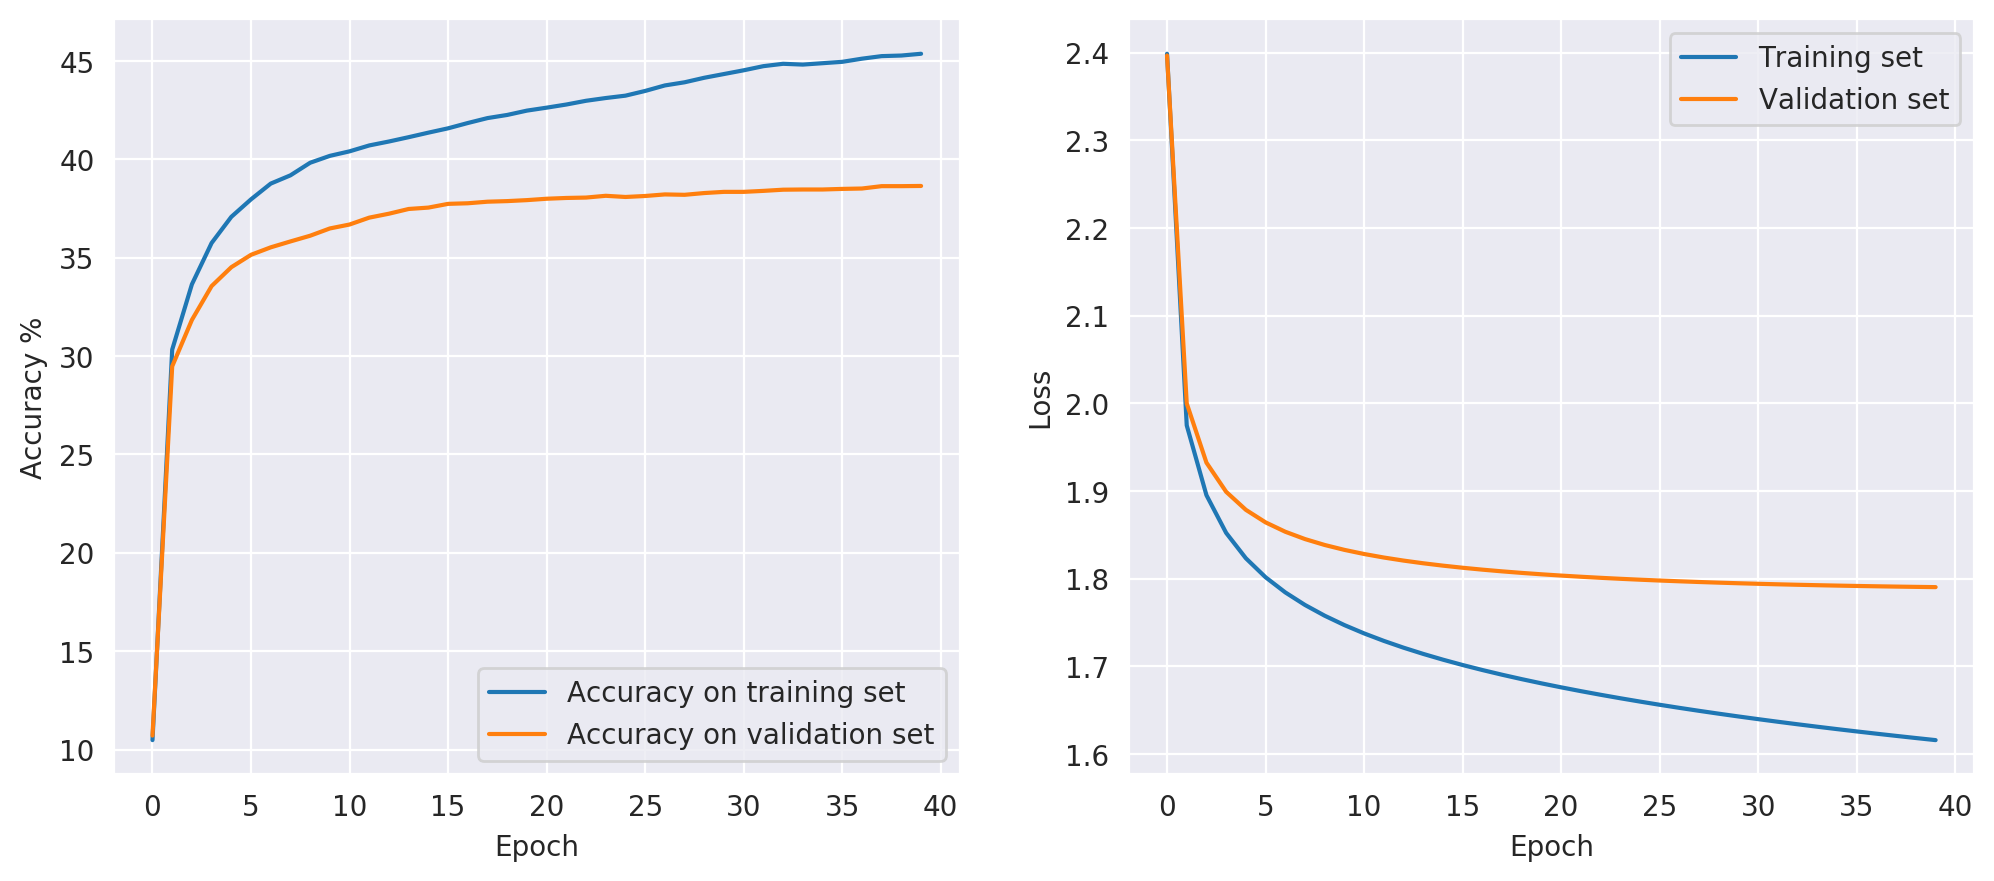 45
40
35
30
25
20
15
10
Accuracy %
Accuracy on training set
Accuracy on validation set
0 5 10 15 20 25 30 35 40
Epoch
2.4
2.3
2.2
2.1
2.0
1.9
1.8
1.7
1.6
Loss
Training set
Validation set
0 5 10 15 20 25 30 35 40
Epoch